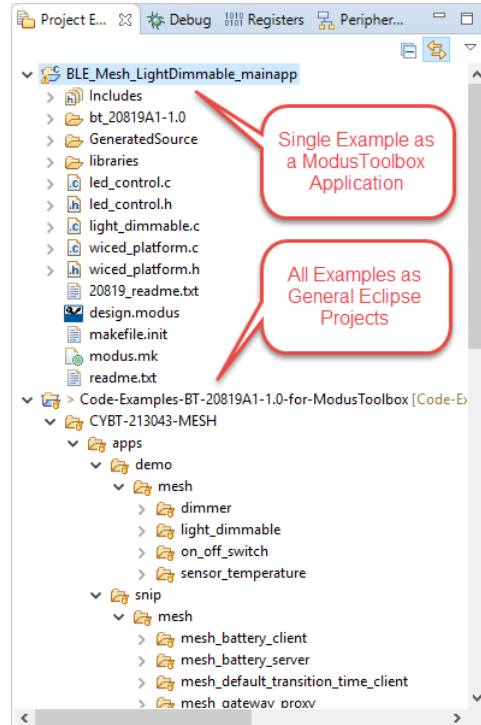 Project E...
Debug
Registers
Peripher...
BLE_Mesh_LightDimmable_mainapp
Includes
bt_20819A1-1.0
GeneratedSource
libraries
led_control.c
led_control.h
light_dimmable.c
wiced_platform.c
wiced_platform.h
20819_readme.txt
design.modus
makefile.init
modus.mk
readme.txt
Single Example as
a ModusToolbox
Application
All Examples as
General Eclipse
Projects
> Code-Examples-BT-20819A1-1.0-for-ModusToolbox [Code-Ex
CYBT-213043-MESH
apps
demo
mesh
dimmer
light_dimmable
on_off_switch
sensor_temperature
snip
mesh
mesh_battery_client
mesh_battery_server
mesh_default_transition_time_client
mesh_gateway_proxy